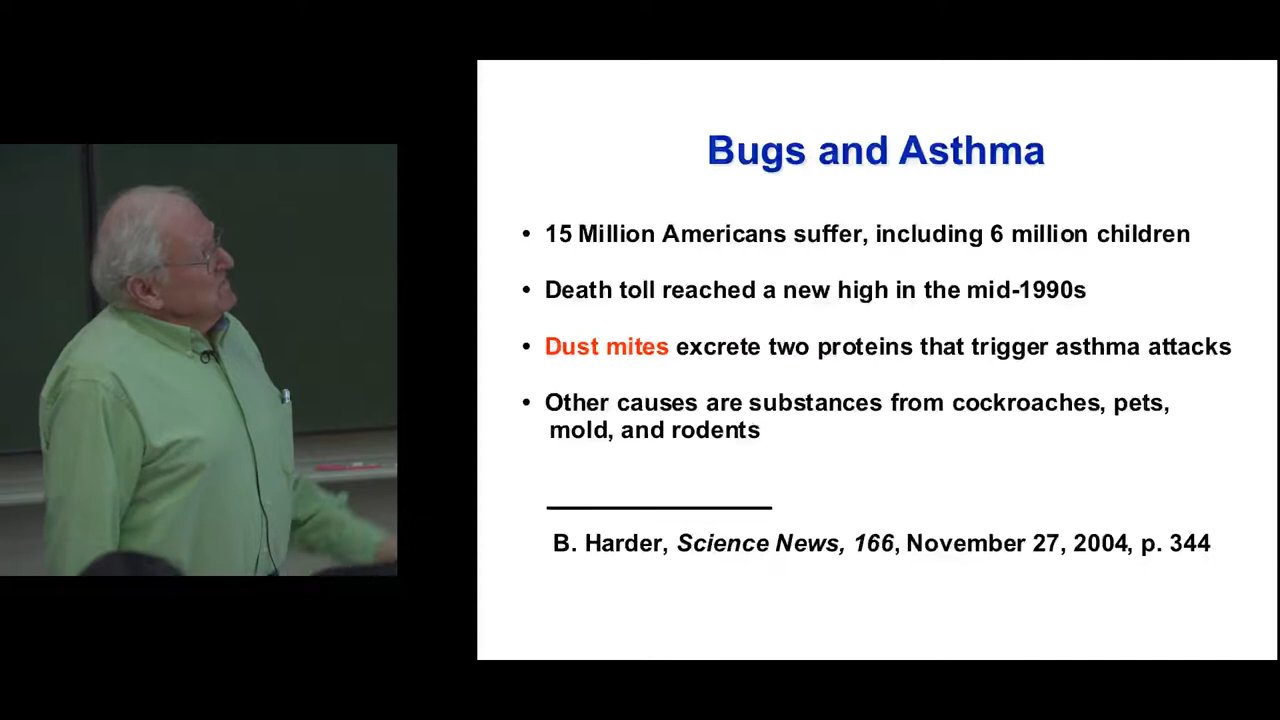 Bugs and Asthma
• 15 Million Americans suffer, including 6 million children
• Death toll reached a new high in the mid-1990s
• Dust mites excrete two proteins that trigger asthma attacks
• Other causes are substances from cockroaches, pets,
mold, and rodents
B. Harder, Science News, 166, November 27, 2004, p. 344